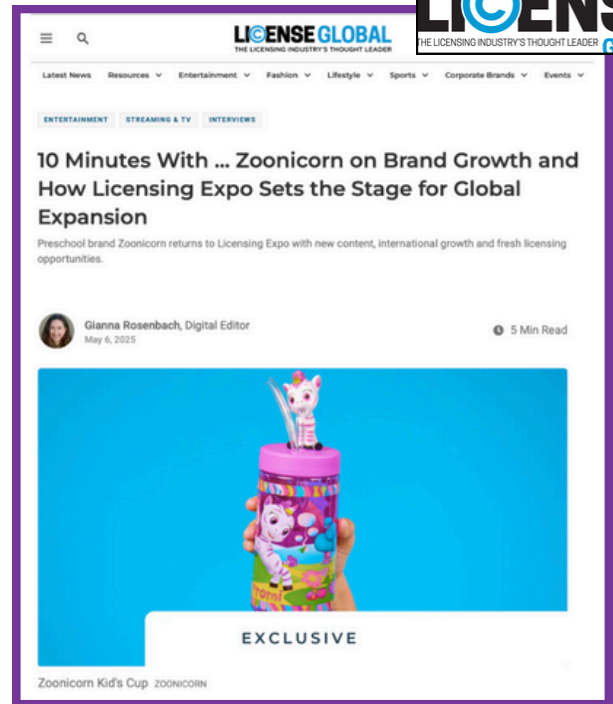 LICENS
THE LICENSING INDUSTRY'S THOUGHT LEADER
LICENSE GLOBAL
THE LICENSING INDUSTRY'S THOUGHT LEADER
Latest News Resources Entertainment Fashion Lifestyle Sports Corporate Brands Events
ENTERTAINMENT STREAMING & TV INTERVIEWS
10 Minutes With ... Zoonicorn on Brand Growth and
How Licensing Expo Sets the Stage for Global
Expansion
Preschool brand Zoonicorn returns to Licensing Expo with new content, international growth and fresh licensing
opportunities.
Gianna Rosenbach, Digital Editor
May 6, 2025
5 Min Read
romi
EXCLUSIVE
Zoonicorn Kid's Cup ZOONICORN